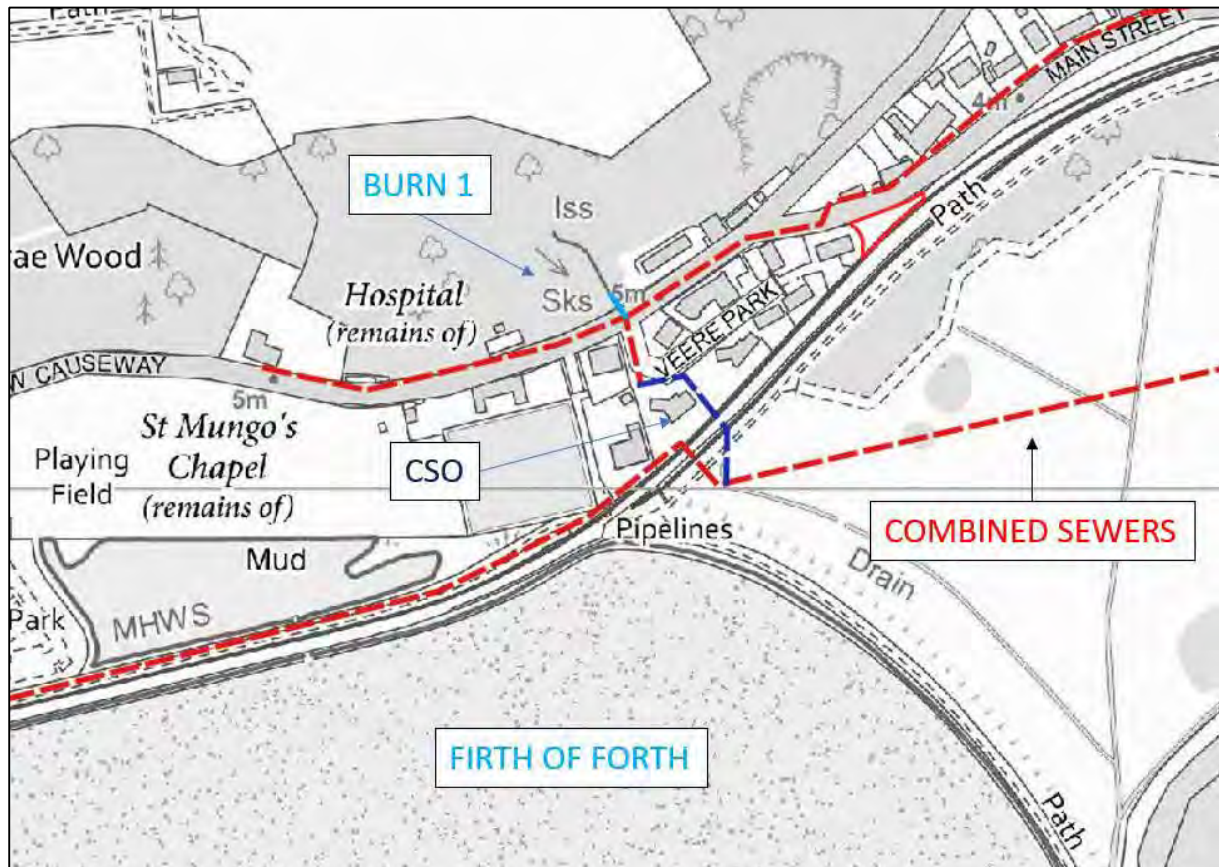 Path
MAIN STREET
4m
BURN 1
Iss
Path
rae Wood
Hospital
(remains of)
Sks
5m
VEERE PARK
W CAUSEWAY
5m
St Mungo's
Chapel
(remains of)
Playing
Field
CSO
Pipelines
COMBINED SEWERS
Mud
Drain
Park
MHWS
FIRTH OF FORTH
Path